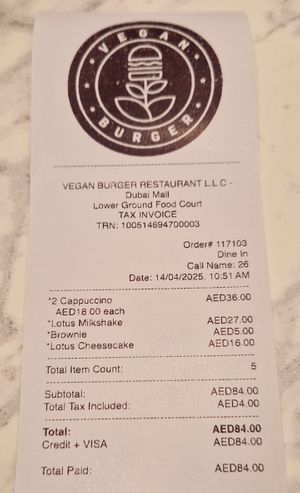 VEGAN
BURGER
VEGAN BURGER RESTAURANT L.L.C -
Dubai Mall
Lower Ground Food Court
TAX INVOICE
TRN: 100514694700003
Order# 117103
Dine In
Call Name: 26
Date: 14/04/2025, 10:51 AM
*2 Cappuccino AED36.00
AED18.00 each
*Lotus Milkshake AED27.00
*Brownie AED5.00
*Lotus Cheesecake AED16.00
Total Item Count: 5
Subtotal: AED84.00
Total Tax Included: AED4.00
Total: AED84.00
Credit + VISA AED84.00
Total Paid: AED84.00